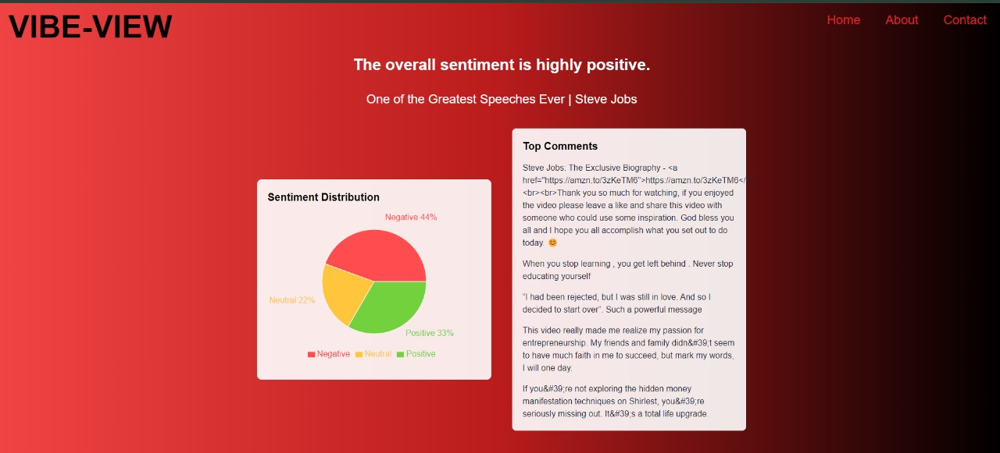 VIBE-VIEW
Home About Contact
The overall sentiment is highly positive.
One of the Greatest Speeches Ever | Steve Jobs
Sentiment Distribution
Negative 44%
Neutral 22%
Positive 33%
Negative Neutral Positive
Top Comments
Steve Jobs: The Exclusive Biography - <a
href="https://amzn.to/3zKeTM6">https://amzn.to/3zKeTM6</
<br><br>Thank you so much for watching, if you enjoyed
the video please leave a like and share this video with
someone who could use some inspiration. God bless you
all and I hope you all accomplish what you set out to do
today. 😊
When you stop learning , you get left behind . Never stop
educating yourself
"I had been rejected, but I was still in love. And so I
decided to start over". Such a powerful message
This video really made me realize my passion for
entrepreneurship. My friends and family didn&#39;t seem
to have much faith in me to succeed, but mark my words,
I will one day.
If you&#39;re not exploring the hidden money
manifestation techniques on Shirlest, you&#39;re
seriously missing out. It&#39;s a total life upgrade.